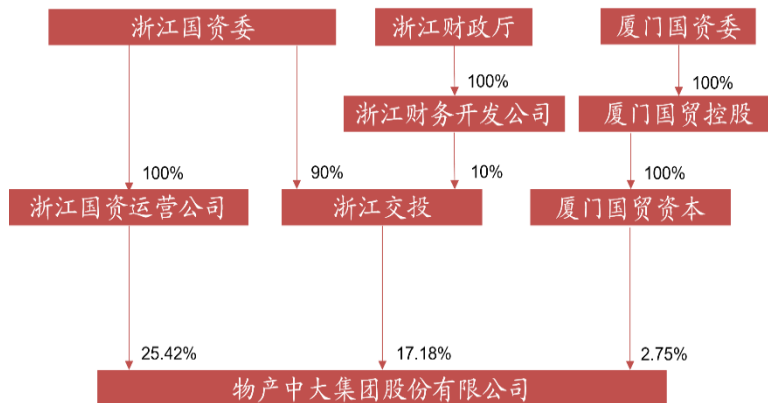 浙江国资委
浙江财政厅
厦门国资委
100%
100%
浙江财务开发公司
厦门国贸控股
100%
90%
10%
100%
浙江国资运营公司
浙江交投
厦门国贸资本
25.42%
17.18%
2.75%
物产中大集团股份有限公司